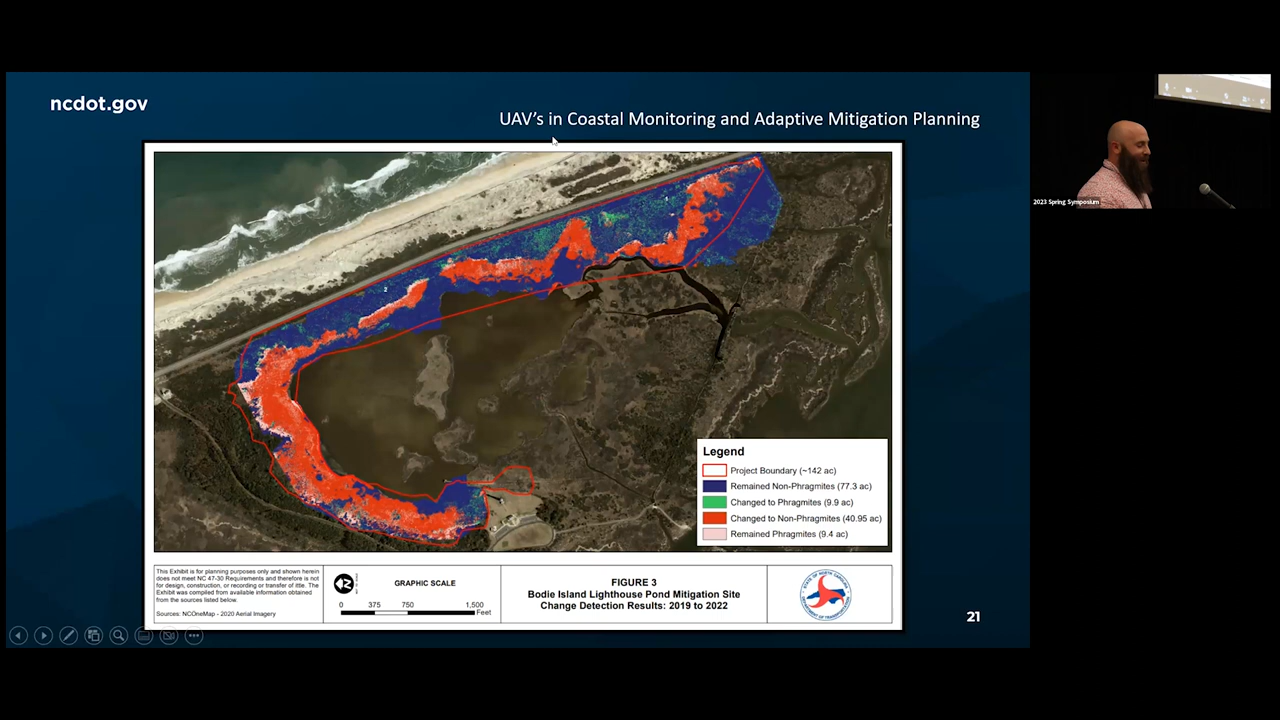 ncdot.gov
UAV's in Coastal Monitoring and Adaptive Mitigation Planning
2023 Spring Symposium
2
Legend
Project Boundary (~142 ac)
Remained Non-Phragmites (77.3 ac)
Changed to Phragmites (9.9 ac)
Changed to Non-Phragmites (40.95 ac)
Remained Phragmites (9.4 ac)
This Exhibit is for planning purposes only and shown herein
does not meet NC 47-30 Requirements and therefore is not
for design, construction, or recording or transfer of title. The
Exhibit was compiled from available information obtained
from the sources listed below.
Sources: NCOneMap - 2020 Aerial Imagery
GRAPHIC SCALE
0 375 750 1,500
Feet
FIGURE 3
Bodie Island Lighthouse Pond Mitigation Site
Change Detection Results: 2019 to 2022
21